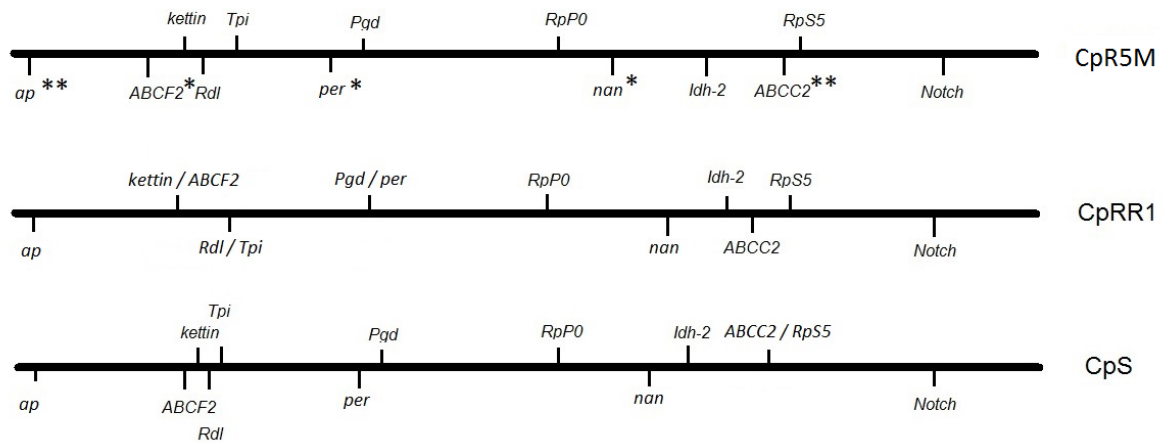 kettin Tpi Pgd RpP0 RpS5
CpR5M
ap ** ABCF2* Rdl per * nan * Idh-2 ABCC2** Notch
kettin / ABCF2 Pgd / per RpP0 Idh-2 RpS5
CpRR1
ap Rdl / Tpi nan ABCC2 Notch
Tpi
kettin Pgd RpP0 Idh-2 ABCC2 / RpS5
CpS
ap ABCF2 per nan Notch
Rdl